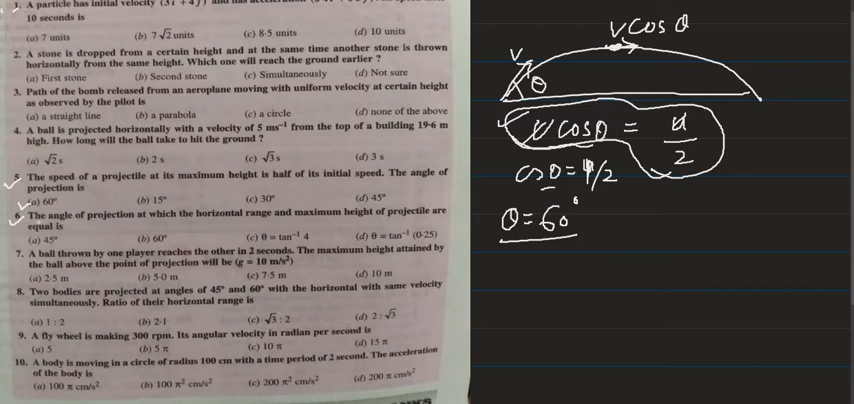 1. A particle has initial velocity
10 seconds is
(a) 7 units (b) 7√2 units (c) 8·5 units (d) 10 units
2. A stone is dropped from a certain height and at the same time another stone is thrown
horizontally from the same height. Which one will reach the ground earlier ?
(a) First stone (b) Second stone (c) Simultaneously (d) Not sure
3. Path of the bomb released from an aeroplane moving with uniform velocity at certain height
as observed by the pilot is
(a) a straight line (b) a parabola (c) a circle (d) none of the above
4. A ball is projected horizontally with a velocity of 5 ms⁻¹ from the top of a building 19·6 m
high. How long will the ball take to hit the ground ?
(a) √2 s (b) 2 s (c) √3 s (d) 3 s
5. The speed of a projectile at its maximum height is half of its initial speed. The angle of
projection is
(a) 60° (b) 15° (c) 30° (d) 45°
6. The angle of projection at which the horizontal range and maximum height of projectile are
equal is
(a) 45° (b) 60° (c) θ = tan⁻¹ 4 (d) θ = tan⁻¹ (0·25)
7. A ball thrown by one player reaches the other in 2 seconds. The maximum height attained by
the ball above the point of projection will be (g = 10 m/s²)
(a) 2·5 m (b) 5·0 m (c) 7·5 m (d) 10 m
8. Two bodies are projected at angles of 45° and 60° with the horizontal with same velocity
simultaneously. Ratio of their horizontal range is
(a) 1 : 2 (b) 2·1 (c) √3 : 2 (d) 2 : √3
9. A fly wheel is making 300 rpm. Its angular velocity in radian per second is
(a) 5 (b) 5 π (c) 10 π (d) 15 π
10. A body is moving in a circle of radius 100 cm with a time period of 2 second. The acceleration
of the body is
(a) 100 π cm/s² (b) 100 π² cm/s² (c) 200 π² cm/s² (d) 200 π cm/s²
V cos θ
V
θ
V cos θ = u/2
cos θ = 1/2
θ = 60°